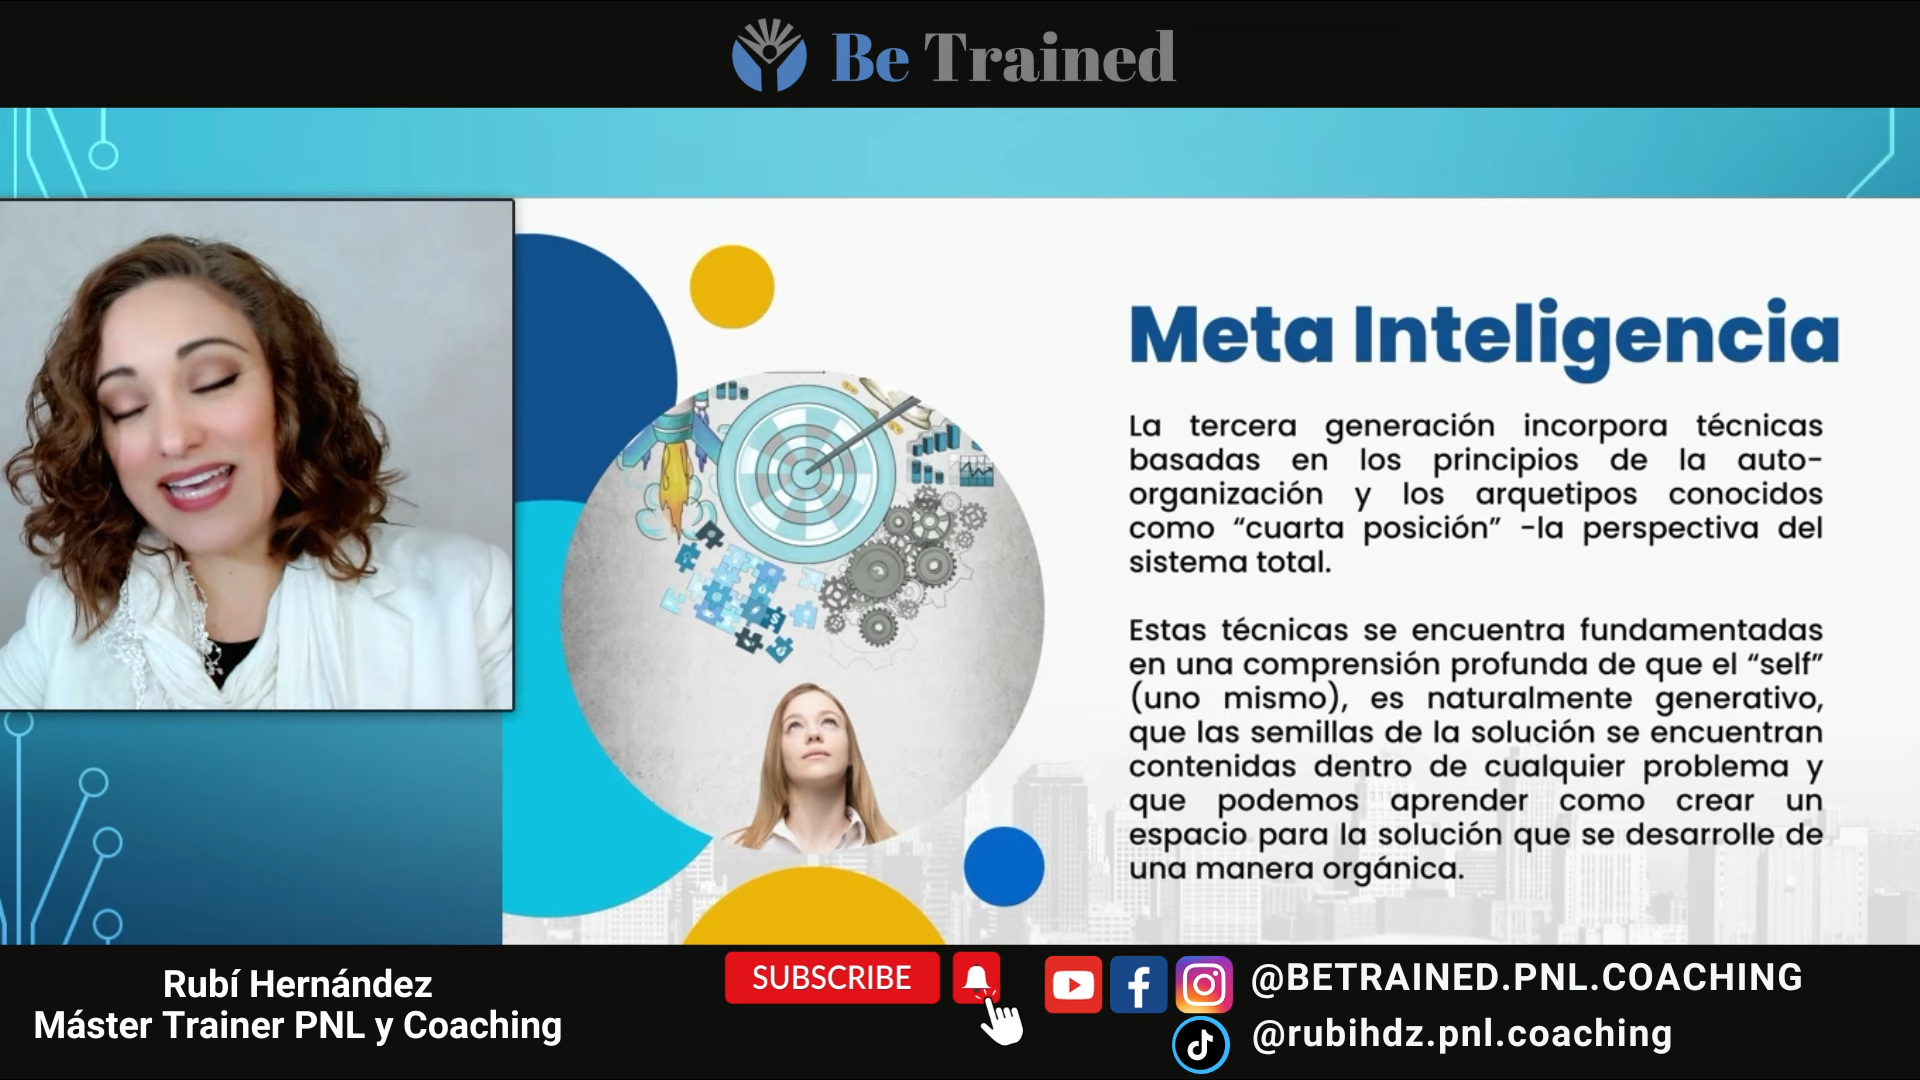 Be Trained
Meta Inteligencia
La tercera generación incorpora técnicas
basadas en los principios de la auto-
organización y los arquetipos conocidos
como “cuarta posición” -la perspectiva del
sistema total.
Estas técnicas se encuentra fundamentadas
en una comprensión profunda de que el “self”
(uno mismo), es naturalmente generativo,
que las semillas de la solución se encuentran
contenidas dentro de cualquier problema y
que podemos aprender como crear un
espacio para la solución que se desarrolle de
una manera orgánica.
Rubí Hernández
Máster Trainer PNL y Coaching
SUBSCRIBE
@BETRAINED.PNL.COACHING
@rubihdz.pnl.coaching